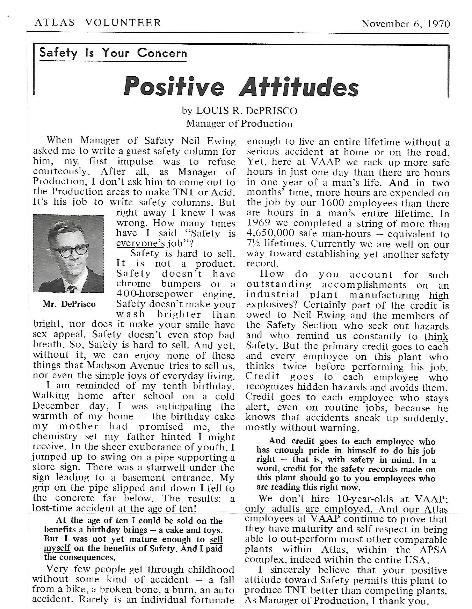 ATLAS VOLUNTEER
November 6, 1970
Safety Is Your Concern
Positive Attitudes
by LOUIS R. DePRISCO
Manager of Production
When Manager of Safety Neil Ewing
asked me to write a guest safety column for
him, my first impulse was to refuse
courteously. After all, as Manager of
Production, I don't ask him to come out to
the Production areas to make TNT or Acid.
It's his job to write safety columns. But
right away I knew I was
wrong. How many times
have I said "Safety is
everyone's job"?
Safety is hard to sell.
It is not a product.
Safety doesn't have
chrome bumpers or a
400-horsepower engine.
Safety doesn't make your
wash brighter than
Mr. DePrisco
bright, nor does it make your smile have
sex appeal. Safety doesn't even stop bad
breath. So, Safety is hard to sell. And yet,
without it, we can enjoy none of these
things that Madison Avenue tries to sell us,
nor even the simple joys of everyday living.
I am reminded of my tenth birthday.
Walking home after school on a cold
December day, I was anticipating the
warmth of my home — the birthday cake
my mother had promised me, the
chemistry set my father hinted I might
receive. In the sheer exuberance of youth, I
jumped up to swing on a pipe supporting a
store sign. There was a stairwell under the
sign leading to a basement entrance. My
grip on the pipe slipped and down I fell to
the concrete far below. The results: a
lost-time accident at the age of ten!
At the age of ten I could be sold on the
benefits a birthday brings — a cake and toys.
But I was not yet mature enough to sell
myself on the benefits of Safety. And I paid
the consequences.
Very few people get through childhood
without some kind of accident — a fall
from a bike, a broken bone, a burn, an auto
accident. Rarely is an individual fortunate
enough to live an entire lifetime without a
serious accident at home or on the road.
Yet, here at VAAP we rack up more safe
hours in just one day than there are hours
in one year of a man's life. And in two
months' time, more hours are expended on
the job by our 1600 employees than there
are hours in a man's entire lifetime. In
1969 we completed a string of more than
4,650,000 safe man-hours — equivalent to
7½ lifetimes. Currently we are well on our
way toward establishing yet another safety
record.
How do you account for such
outstanding accomplishments on an
industrial plant manufacturing high
explosives? Certainly part of the credit is
owed to Neil Ewing and the members of
the Safety Section who seek out hazards
and who remind us constantly to think
Safety. But the primary credit goes to each
and every employee on this plant who
thinks twice before performing his job.
Credit goes to each employee who
recognizes hidden hazards and avoids them.
Credit goes to each employee who stays
alert, even on routine jobs, because he
knows that accidents sneak up suddenly,
mostly without warning.
And credit goes to each employee who
has enough pride in himself to do his job
right — that is, with safety in mind. In a
word, credit for the safety records made on
this plant should go to you employees who
are reading this right now.
We don't hire 10-year-olds at VAAP;
only adults are employed. And our Atlas
employees at VAAP continue to prove that
they have maturity and self respect in being
able to out-perform most other comparable
plants within Atlas, within the APSA
complex, indeed within the entire USA.
I sincerely believe that your positive
attitude toward Safety permits this plant to
produce TNT better than competing plants.
As Manager of Production, I thank you.